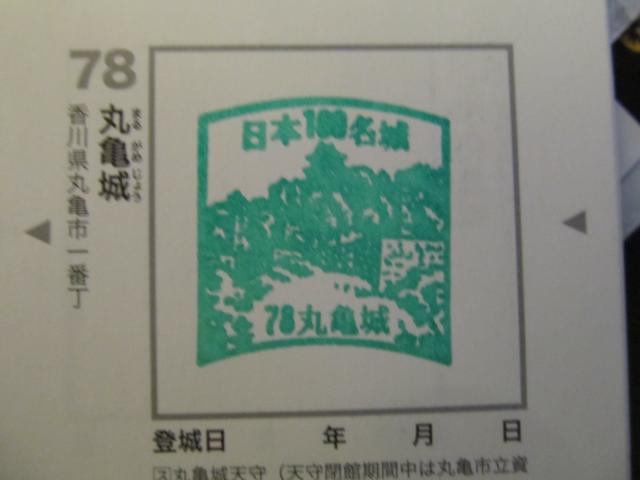 78
丸亀城
まる がめ じょう
香川県丸亀市一番丁
日本100名城
78丸亀城
登城日 年 月 日
丸亀城天守（天守閉館期間中は丸亀市立資